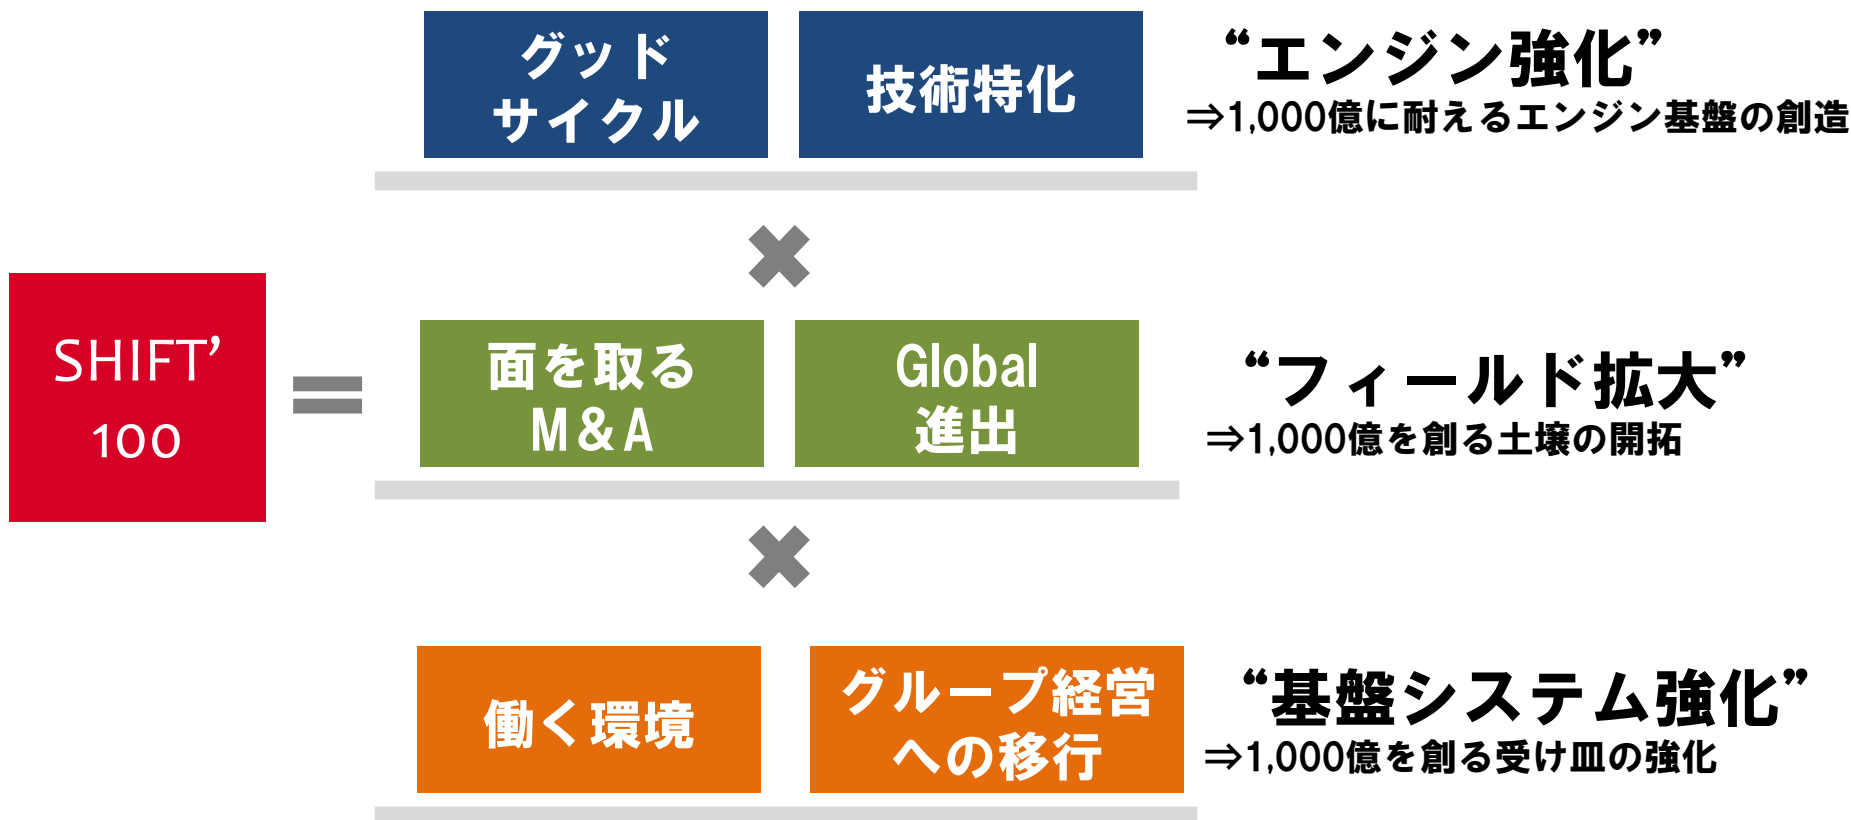 グッド
サイクル
技術特化
“エンジン強化”
⇒1,000億に耐えるエンジン基盤の創造
×
SHIFT’
100
=
面を取る
M&A
Global
進出
“フィールド拡大”
⇒1,000億を創る土壌の開拓
×
働く環境
グループ経営
への移行
“基盤システム強化”
⇒1,000億を創る受け皿の強化